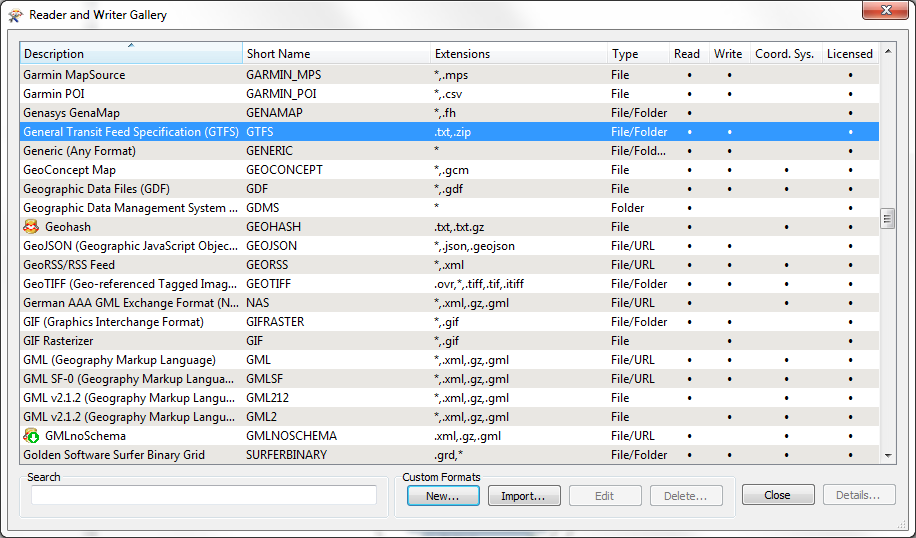 Reader and Writer Gallery
Description Short Name Extensions Type Read Write Coord. Sys. Licensed
Garmin MapSource GARMIN_MPS *,.mps File • • •
Garmin POI GARMIN_POI *,.csv File • • •
Genasys GenaMap GENAMAP *,.fh File/Folder • •
General Transit Feed Specification (GTFS) GTFS .txt,.zip File/Folder • • •
Generic (Any Format) GENERIC * File/Fold... • • •
GeoConcept Map GEOCONCEPT *,.gcm File • • • •
Geographic Data Files (GDF) GDF *,.gdf File • • • •
Geographic Data Management System ... GDMS * Folder • •
Geohash GEOHASH .txt,.txt.gz File • • •
GeoJSON (Geographic JavaScript Objec... GEOJSON *,.json,.geojson File/URL • • •
GeoRSS/RSS Feed GEORSS *,.xml File/URL • • • •
GeoTIFF (Geo-referenced Tagged Imag... GEOTIFF .ovr,*,.tiff,.tif,.itiff File/Folder • • • •
German AAA GML Exchange Format (N... NAS *,.xml,.gz,.gml File/URL • • •
GIF (Graphics Interchange Format) GIFRASTER *,.gif File/Folder • • •
GIF Rasterizer GIF *,.gif File • •
GML (Geography Markup Language) GML *,.xml,.gz,.gml File/URL • • • •
GML SF-0 (Geography Markup Langua... GMLSF *,.xml,.gz,.gml File/URL • • • •
GML v2.1.2 (Geography Markup Langu... GML212 *,.xml,.gz,.gml File • • •
GML v2.1.2 (Geography Markup Langu... GML2 *,.xml,.gz,.gml File • • •
GMLnoSchema GMLNOSCHEMA .xml,.gz,.gml File/URL • • •
Golden Software Surfer Binary Grid SURFERBINARY .grd,* File/Folder • • • •
Search Custom Formats
New... Import... Edit Delete... Close Details...